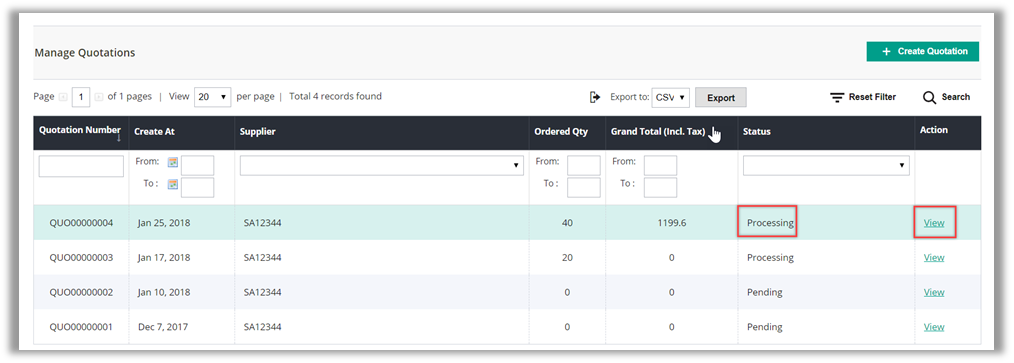 Manage Quotations
+ Create Quotation
Page 1 of 1 pages | View 20 per page | Total 4 records found Export to: CSV Export Reset Filter Search
Quotation Number Create At Supplier Ordered Qty Grand Total (Incl. Tax) Status Action
From: From: From:
To : To : To :
QUO00000004 Jan 25, 2018 SA12344 40 1199.6 Processing View
QUO00000003 Jan 17, 2018 SA12344 20 0 Processing View
QUO00000002 Jan 10, 2018 SA12344 0 0 Pending View
QUO00000001 Dec 7, 2017 SA12344 0 0 Pending View